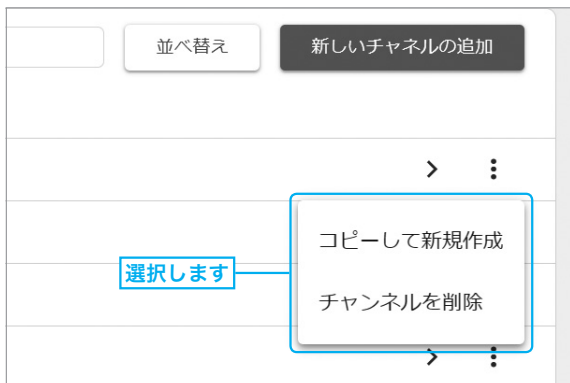 並べ替え
新しいチャネルの追加
コピーして新規作成
選択します
チャンネルを削除